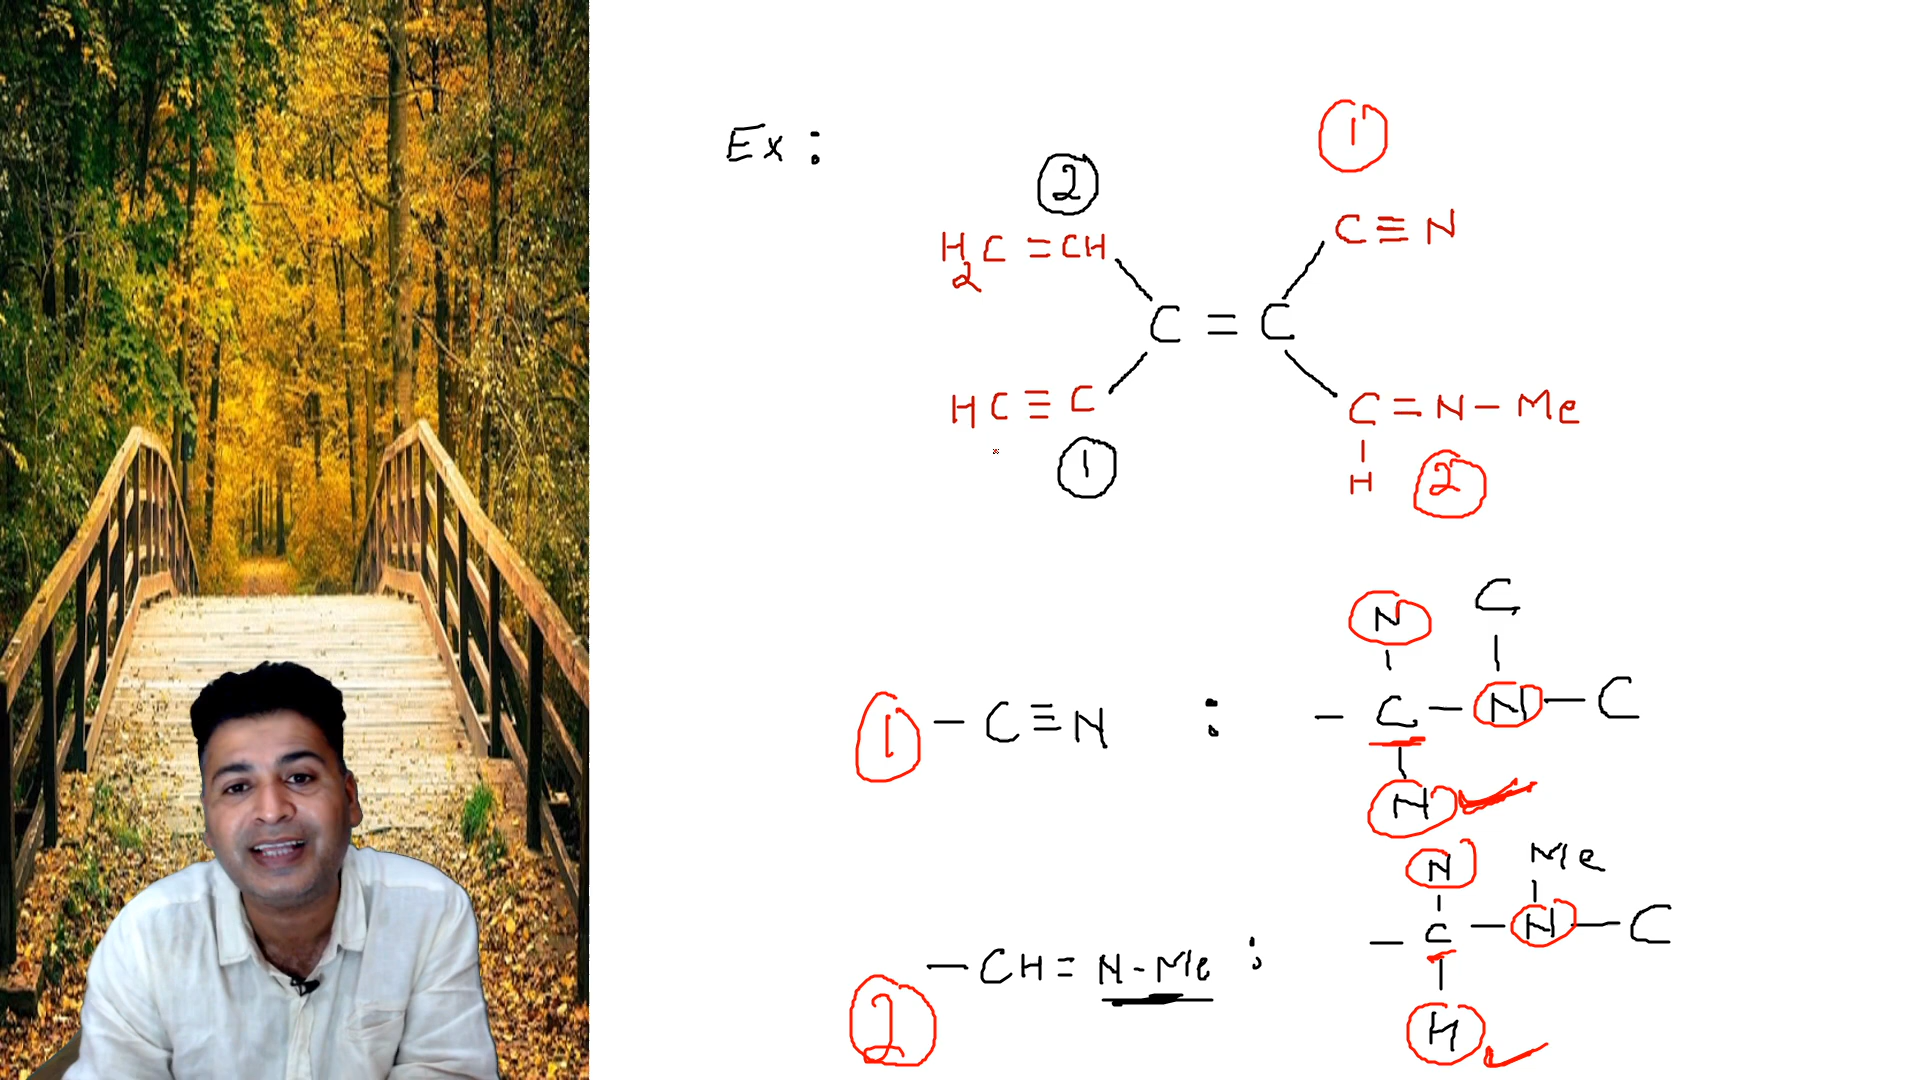 Ex :
1
2
C≡N
H2C=CH
C=C
HC≡C
C=N-Me
H
1
2
N C
1 -C≡N : -C-N-C
N
N Me
-C-N-C
2 -CH=N-Me :
H